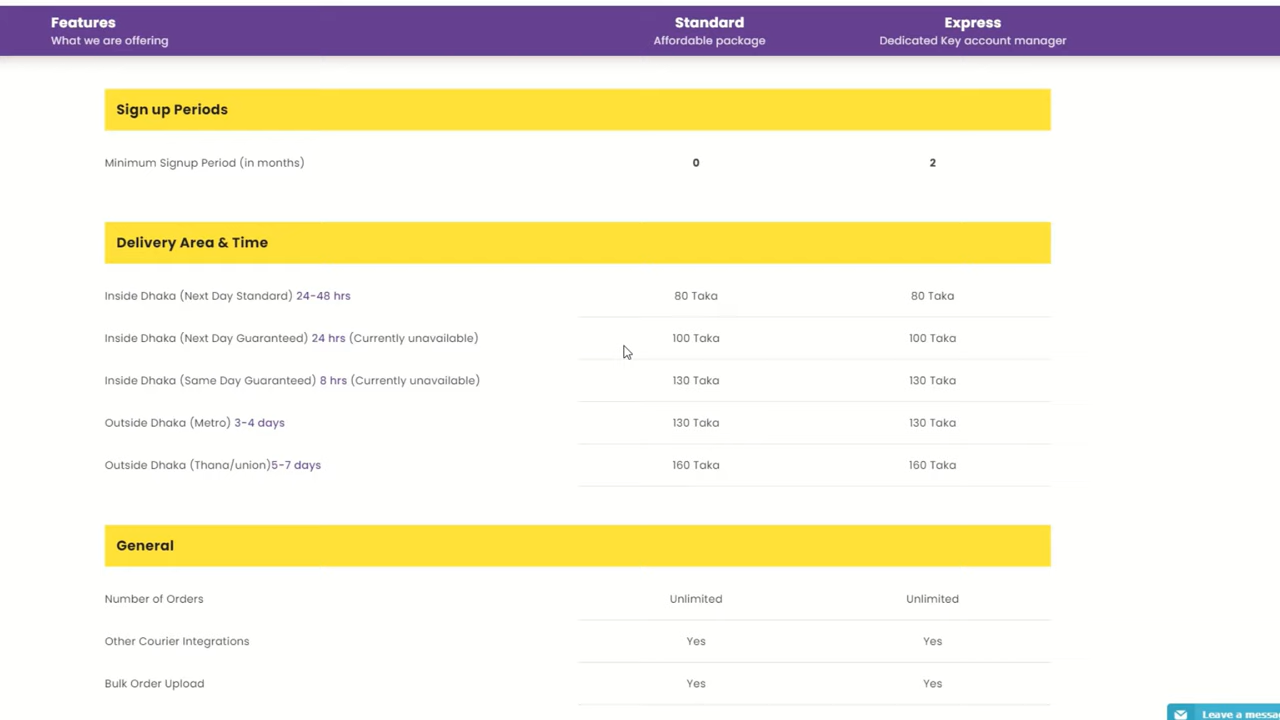 Features Standard Express
What we are offering Affordable package Dedicated Key account manager
Sign up Periods
Minimum Signup Period (in months) 0 2
Delivery Area & Time
Inside Dhaka (Next Day Standard) 24-48 hrs 80 Taka 80 Taka
Inside Dhaka (Next Day Guaranteed) 24 hrs (Currently unavailable) 100 Taka 100 Taka
Inside Dhaka (Same Day Guaranteed) 8 hrs (Currently unavailable) 130 Taka 130 Taka
Outside Dhaka (Metro) 3-4 days 130 Taka 130 Taka
Outside Dhaka (Thana/union)5-7 days 160 Taka 160 Taka
General
Number of Orders Unlimited Unlimited
Other Courier Integrations Yes Yes
Bulk Order Upload Yes Yes
Leave a messa